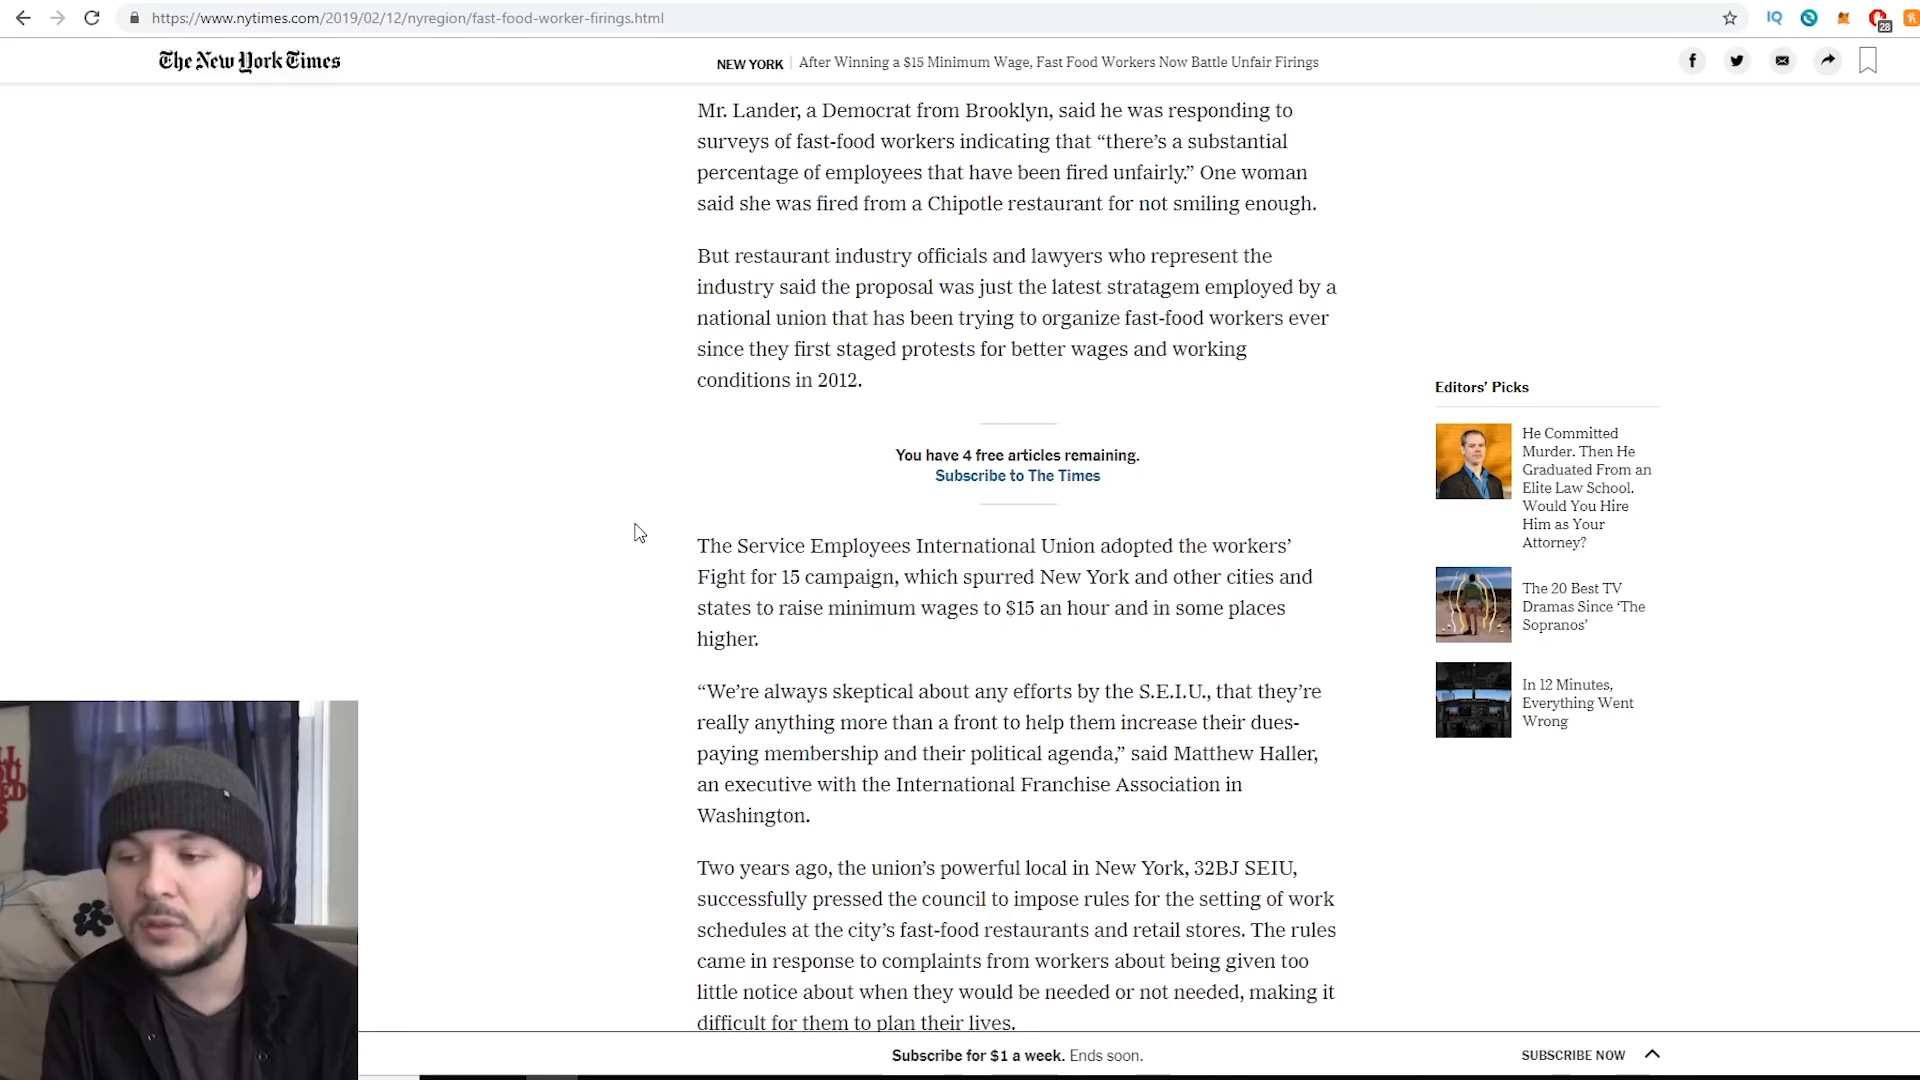 https://www.nytimes.com/2019/02/12/nyregion/fast-food-worker-firings.html
28
The New York Times
NEW YORK | After Winning a $15 Minimum Wage, Fast Food Workers Now Battle Unfair Firings
Mr. Lander, a Democrat from Brooklyn, said he was responding to
surveys of fast-food workers indicating that “there’s a substantial
percentage of employees that have been fired unfairly.” One woman
said she was fired from a Chipotle restaurant for not smiling enough.
But restaurant industry officials and lawyers who represent the
industry said the proposal was just the latest stratagem employed by a
national union that has been trying to organize fast-food workers ever
since they first staged protests for better wages and working
conditions in 2012.
You have 4 free articles remaining.
Subscribe to The Times
The Service Employees International Union adopted the workers’
Fight for 15 campaign, which spurred New York and other cities and
states to raise minimum wages to $15 an hour and in some places
higher.
“We’re always skeptical about any efforts by the S.E.I.U., that they’re
really anything more than a front to help them increase their dues-
paying membership and their political agenda,” said Matthew Haller,
an executive with the International Franchise Association in
Washington.
Two years ago, the union’s powerful local in New York, 32BJ SEIU,
successfully pressed the council to impose rules for the setting of work
schedules at the city’s fast-food restaurants and retail stores. The rules
came in response to complaints from workers about being given too
little notice about when they would be needed or not needed, making it
difficult for them to plan their lives.
Editors’ Picks
He Committed
Murder. Then He
Graduated From an
Elite Law School.
Would You Hire
Him as Your
Attorney?
The 20 Best TV
Dramas Since ‘The
Sopranos’
In 12 Minutes,
Everything Went
Wrong
Subscribe for $1 a week. Ends soon.
SUBSCRIBE NOW